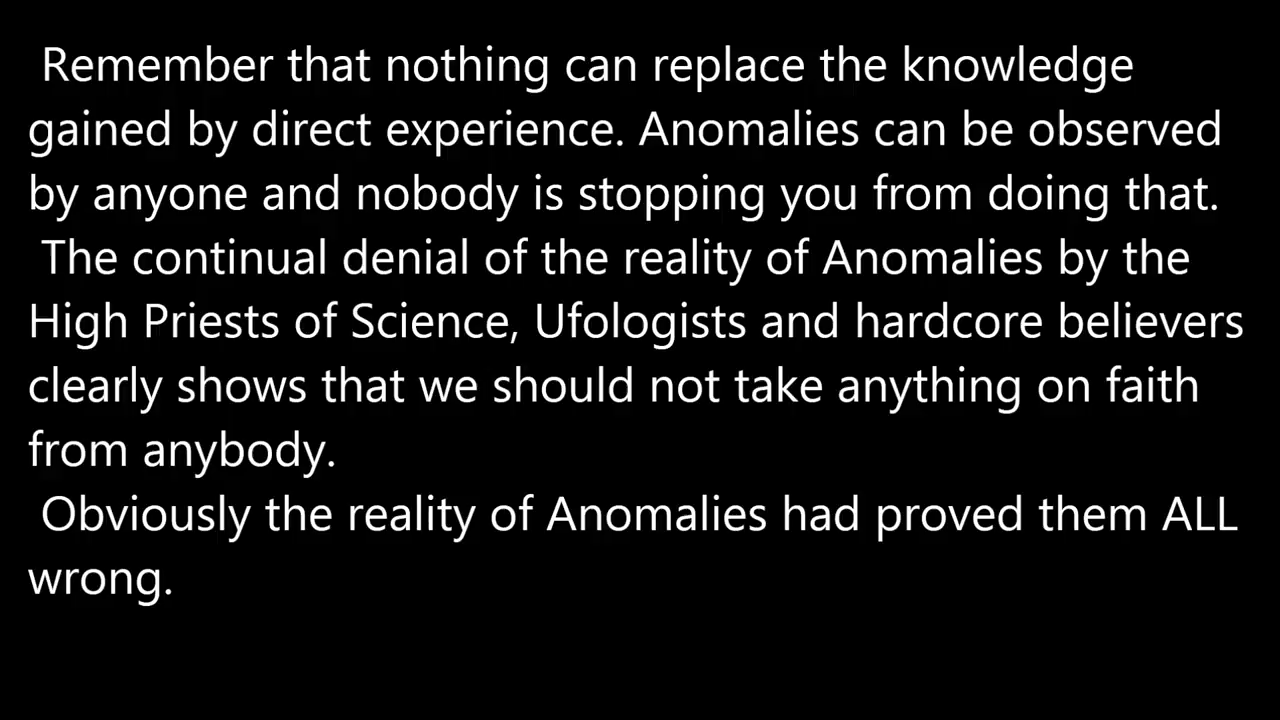 Remember that nothing can replace the knowledge
gained by direct experience. Anomalies can be observed
by anyone and nobody is stopping you from doing that.
The continual denial of the reality of Anomalies by the
High Priests of Science, Ufologists and hardcore believers
clearly shows that we should not take anything on faith
from anybody.
Obviously the reality of Anomalies had proved them ALL
wrong.